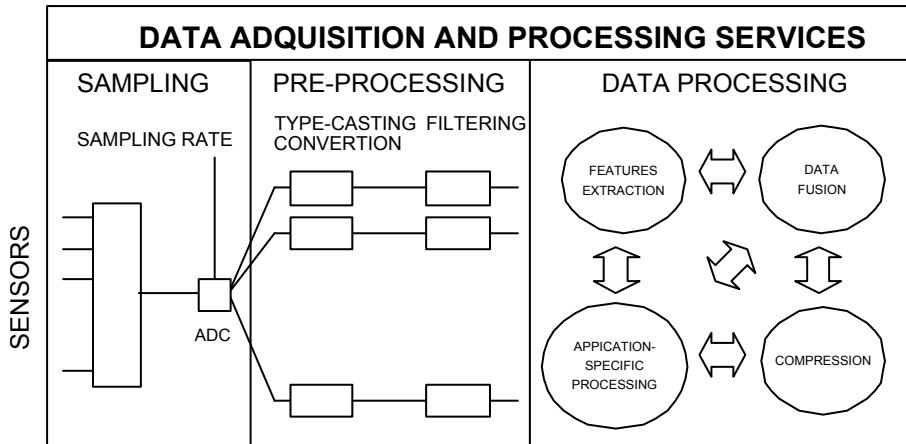 DATA ADQUISITION AND PROCESSING SERVICES
SENSORS
SAMPLING
SAMPLING RATE
ADC
PRE-PROCESSING
TYPE-CASTING
CONVERTION
FILTERING
DATA PROCESSING
FEATURES
EXTRACTION
DATA
FUSION
APPICATION-
SPECIFIC
PROCESSING
COMPRESSION